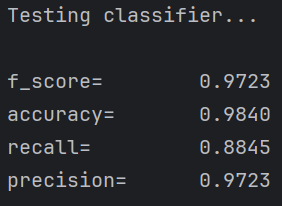 Testing classifier...
f_score= 0.9723
accuracy= 0.9840
recall= 0.8845
precision= 0.9723